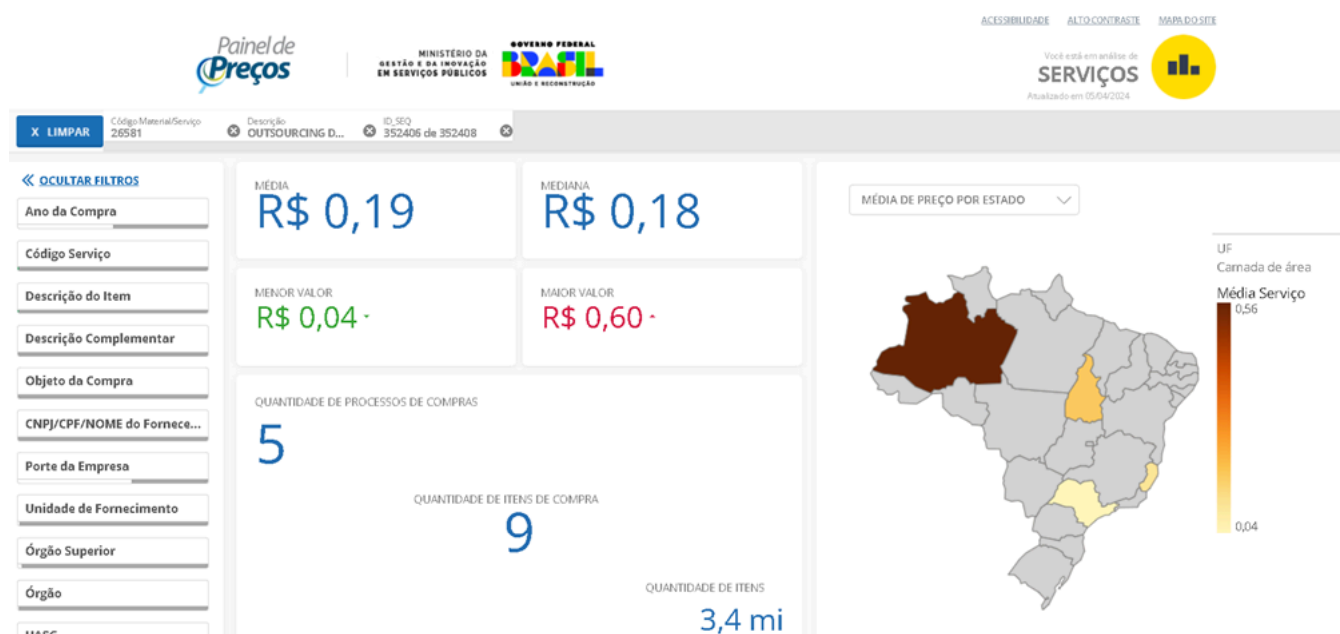 ACESSIBILIDADE ALTO CONTRASTE MAPA DO SITE
Painel de
Preços
MINISTÉRIO DA
GESTÃO E DA INOVAÇÃO
EM SERVIÇOS PÚBLICOS
GOVERNO FEDERAL
BRASIL
UNIÃO E RECONSTRUÇÃO
Você está em análise de
SERVIÇOS
Atualizado em 05/04/2024
X LIMPAR
Código Material/Serviço
26581
Descrição
OUTSOURCING D...
ID_SEQ
352406 de 352408
OCULTAR FILTROS
Ano da Compra
Código Serviço
Descrição do Item
Descrição Complementar
Objeto da Compra
CNPJ/CPF/NOME do Fornece...
Porte da Empresa
Unidade de Fornecimento
Órgão Superior
Órgão
MÉDIA
R$ 0,19
MEDIANA
R$ 0,18
MENOR VALOR
R$ 0,04
MAIOR VALOR
R$ 0,60
QUANTIDADE DE PROCESSOS DE COMPRAS
5
QUANTIDADE DE ITENS DE COMPRA
9
QUANTIDADE DE ITENS
3,4 mi
MÉDIA DE PREÇO POR ESTADO
UF
Camada de área
Média Serviço
0,56
0,04